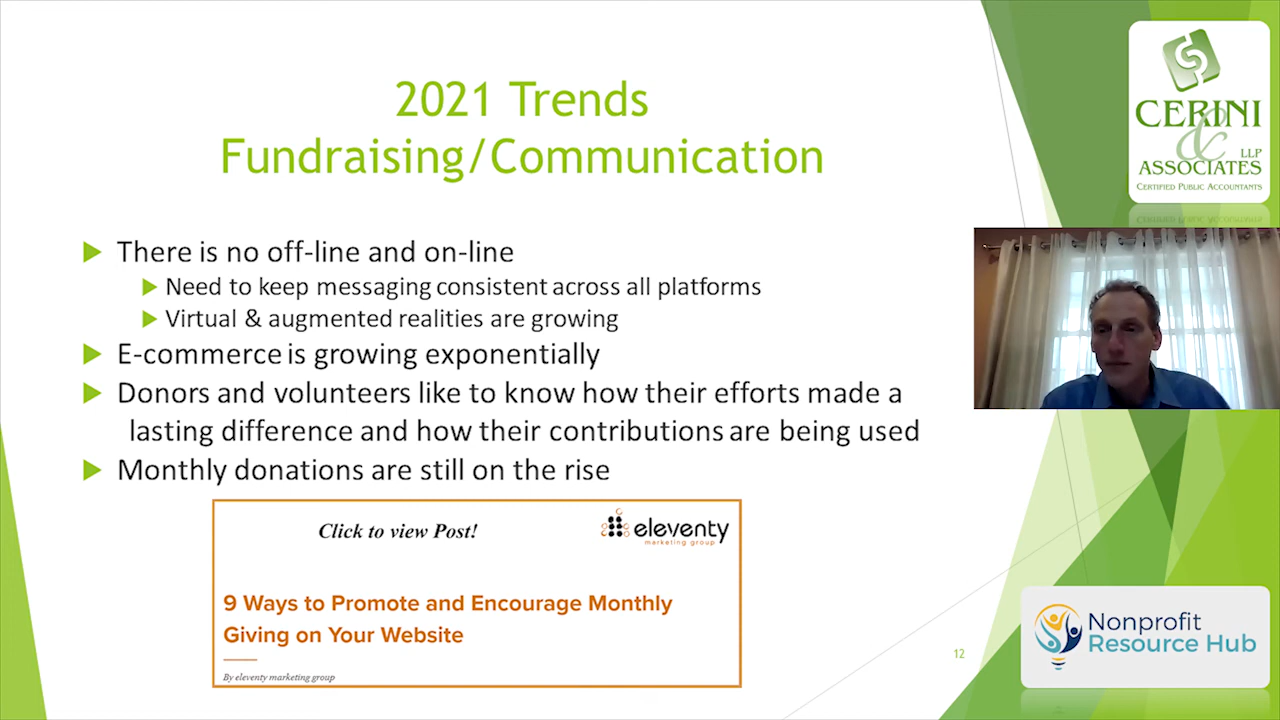 2021 Trends
Fundraising/Communication
There is no off-line and on-line
Need to keep messaging consistent across all platforms
Virtual & augmented realities are growing
E-commerce is growing exponentially
Donors and volunteers like to know how their efforts made a
lasting difference and how their contributions are being used
Monthly donations are still on the rise
Click to view Post!
eleventy
marketing group
9 Ways to Promote and Encourage Monthly
Giving on Your Website
By eleventy marketing group
12
CERINI
&
LLP
ASSOCIATES
CERTIFIED PUBLIC ACCOUNTANTS
Nonprofit
Resource Hub